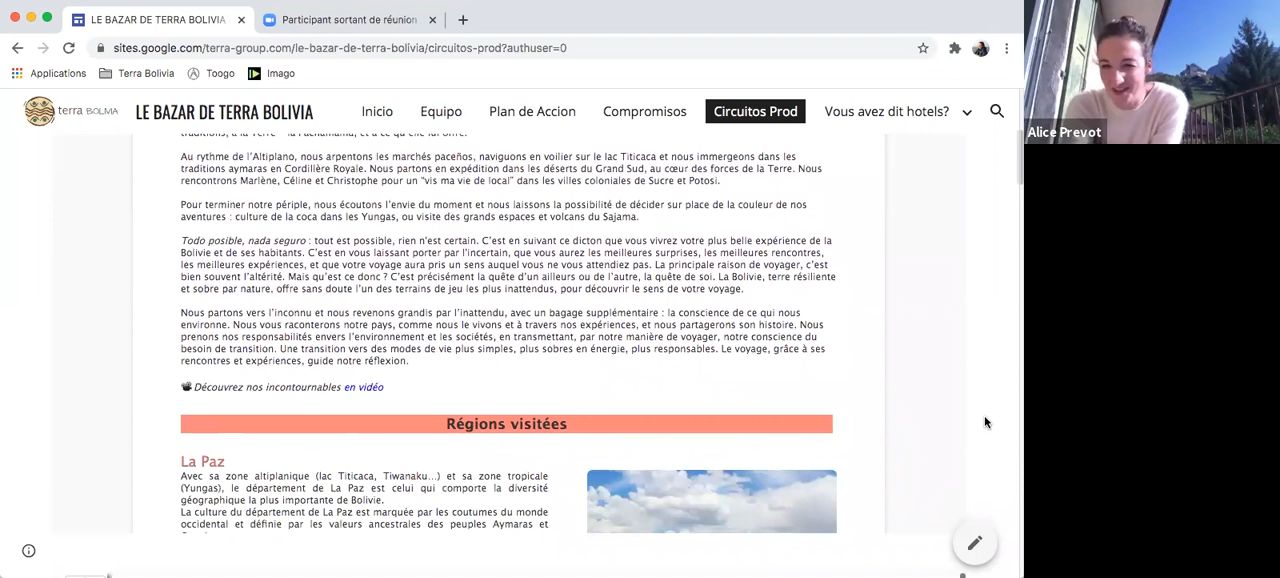 LE BAZAR DE TERRA BOLIVIA
Participant sortant de réunion
sites.google.com/terra-group.com/le-bazar-de-terra-bolivia/circuitos-prod?authuser=0
Applications Terra Bolivia Toogo Imago
terra BOLIVIA LE BAZAR DE TERRA BOLIVIA Inicio Equipo Plan de Accion Compromisos Circuitos Prod Vous avez dit hotels?
Alice Prevot
traditions, à la Terre
Au rythme de l'Altiplano, nous arpentons les marchés paceños, naviguons en voilier sur le lac Titicaca et nous immergeons dans les
traditions aymaras en Cordillère Royale. Nous partons en expédition dans les déserts du Grand Sud, au cœur des forces de la Terre. Nous
rencontrons Marlène, Céline et Christophe pour un "vis ma vie de local" dans les villes coloniales de Sucre et Potosi.
Pour terminer notre périple, nous écoutons l'envie du moment et nous laissons la possibilité de décider sur place de la couleur de nos
aventures : culture de la coca dans les Yungas, ou visite des grands espaces et volcans du Sajama.
Todo posible, nada seguro : tout est possible, rien n'est certain. C'est en suivant ce dicton que vous vivrez votre plus belle expérience de la
Bolivie et de ses habitants. C'est en vous laissant porter par l'incertain, que vous aurez les meilleures surprises, les meilleures rencontres,
les meilleures expériences, et que votre voyage aura pris un sens auquel vous ne vous attendiez pas. La principale raison de voyager, c'est
bien souvent l'altérité. Mais qu'est ce donc ? C'est précisément la quête d'un ailleurs ou de l'autre, la quête de soi. La Bolivie, terre résiliente
et sobre par nature, offre sans doute l'un des terrains de jeu les plus inattendus, pour découvrir le sens de votre voyage.
Nous partons vers l'inconnu et nous revenons grandis par l'inattendu, avec un bagage supplémentaire : la conscience de ce qui nous
environne. Nous vous raconterons notre pays, comme nous le vivons et à travers nos expériences, et nous partagerons son histoire. Nous
prenons nos responsabilités envers l'environnement et les sociétés, en transmettant, par notre manière de voyager, notre conscience du
besoin de transition. Une transition vers des modes de vie plus simples, plus sobres en énergie, plus responsables. Le voyage, grâce à ses
rencontres et expériences, guide notre réflexion.
Découvrez nos incontournables en vidéo
Régions visitées
La Paz
Avec sa zone altiplanique (lac Titicaca, Tiwanaku...) et sa zone tropicale
(Yungas), le département de La Paz est celui qui comporte la diversité
géographique la plus importante de Bolivie.
La culture du département de La Paz est marquée par les coutumes du monde
occidental et définie par les valeurs ancestrales des peuples Aymaras et